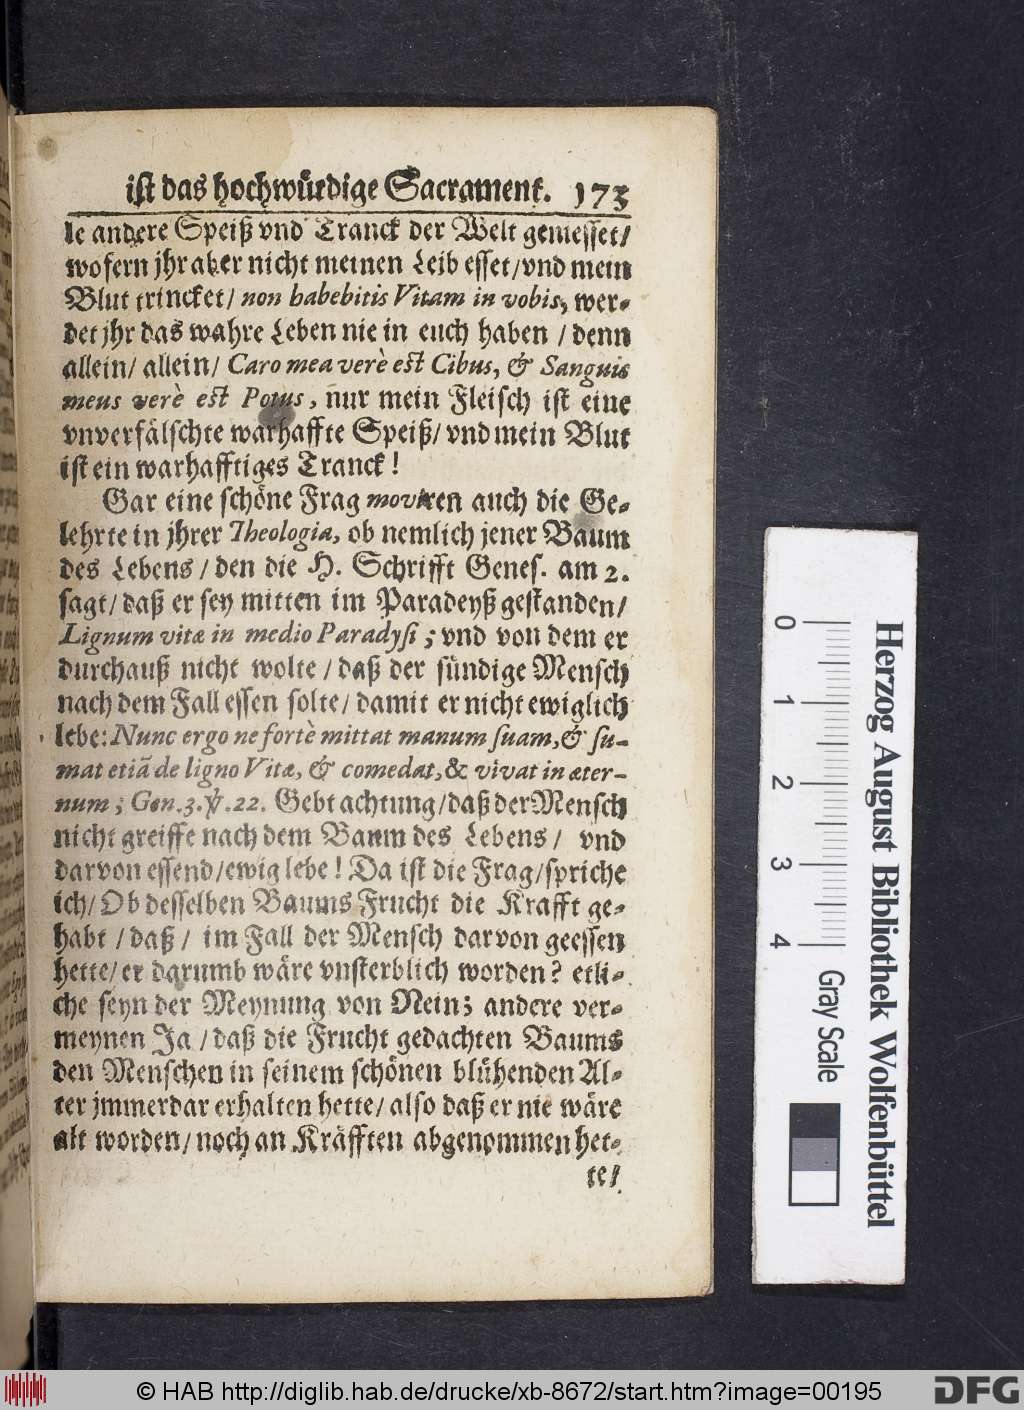 ist das hochwürdige Sacrament. 173
le andere Speiß vnd Tranck der Welt geniesset/
wofern jhr aber nicht meinen Leib esset/vnd mein
Blut trincket/ non habebitis Vitam in vobis, wer-
det jhr das wahre Leben nie in euch haben / denn
allein/ allein/ Caro mea verè est Cibus, & Sanguis
meus verè est Potus, nur mein Fleisch ist eine
vnverfälschte warhaffte Speiß/ vnd mein Blut
ist ein warhafftiges Tranck!
Gar eine schöne Frag moviren auch die Ge-
lehrte in jhrer Theologia, ob nemlich jener Baum
des Lebens / den die H. Schrifft Genes. am 2.
sagt/ daß er sey mitten im Paradeyß gestanden/
Lignum vitæ in medio Paradysi; vnd von dem er
durchauß nicht wolte / daß der sündige Mensch
nach dem Fall essen solte/ damit er nicht ewiglich
lebe: Nunc ergo ne fortè mittat manum suam, & su-
mat etiã de ligno Vitæ, & comedat, & vivat in æter-
num; Gen. 3. ℣. 22. Gebt achtung/daß der Mensch
nicht greiffe nach dem Baum des Lebens/ vnd
darvon essend/ewig lebe! Da ist die Frag/spriche
ich/ Ob desselben Baums Frucht die Krafft ge-
habt / daß / im Fall der Mensch darvon geessen
hette/ er darumb wäre vnsterblich worden? etli-
che seyn der Meynung von Nein; andere ver-
meynen Ja / daß die Frucht gedachten Baums
den Menschen in seinem schönen blühenden Al-
ter jmmerdar erhalten hette/ also daß er nie wäre
alt worden/ noch an Kräfften abgenommen het-
te/
0 1 2 3 4
Gray Scale
Herzog August Bibliothek Wolfenbüttel
© HAB http://diglib.hab.de/drucke/xb-8672/start.htm?image=00195
DFG